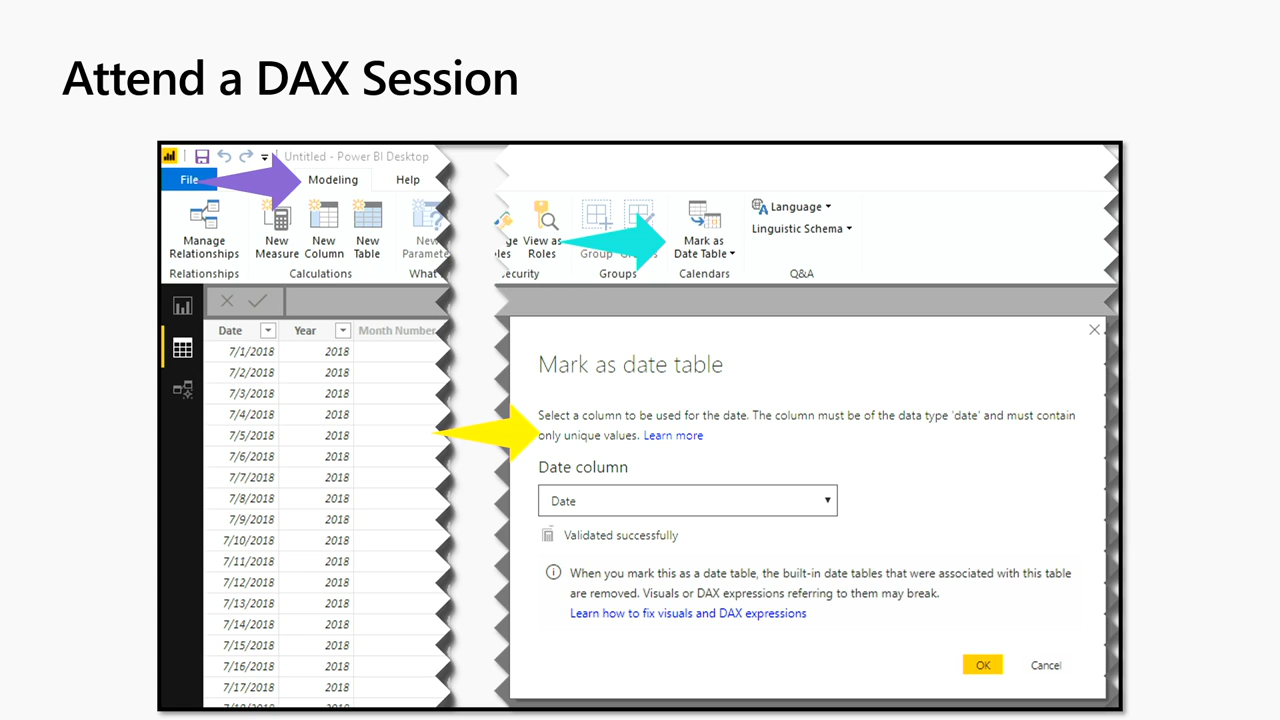 Attend a DAX Session
Untitled - Power BI Desktop
File Modeling Help
Manage Relationships
New Measure
New Column
New Table
New
View as Roles
Group
Mark as Date Table
Language
Linguistic Schema
Relationships Calculations Groups Calendars Q&A
Date Year Month Number
7/1/2018 2018
7/2/2018 2018
7/3/2018 2018
7/4/2018 2018
7/5/2018 2018
7/6/2018 2018
7/7/2018 2018
7/8/2018 2018
7/9/2018 2018
7/10/2018 2018
7/11/2018 2018
7/12/2018 2018
7/13/2018 2018
7/14/2018 2018
7/15/2018 2018
7/16/2018 2018
7/17/2018 2018
Mark as date table
Select a column to be used for the date. The column must be of the data type 'date' and must contain
only unique values. Learn more
Date column
Date
Validated successfully
When you mark this as a date table, the built-in date tables that were associated with this table
are removed. Visuals or DAX expressions referring to them may break.
Learn how to fix visuals and DAX expressions
OK Cancel